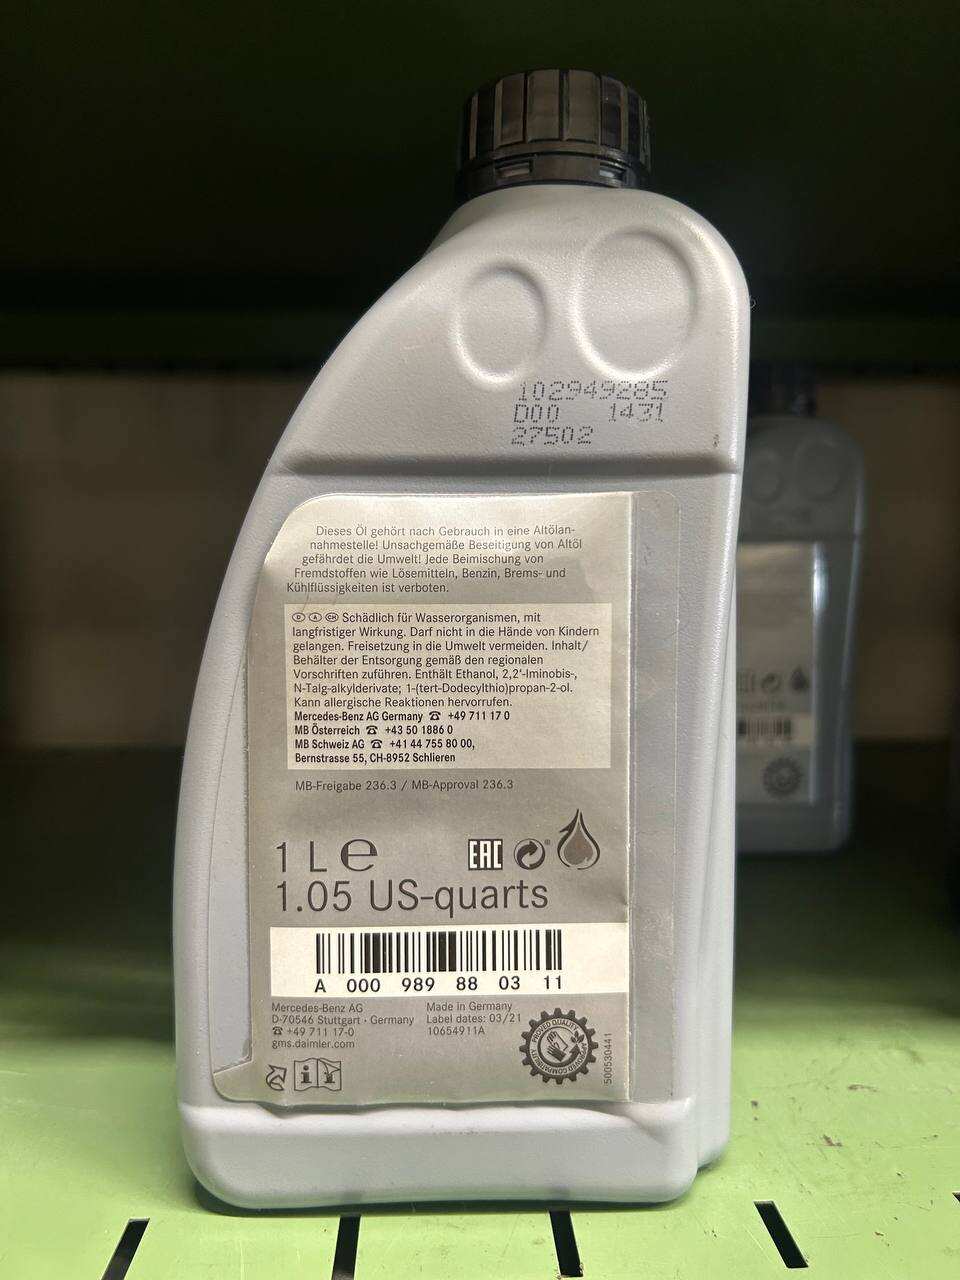 102949285
D00 1431
27502
Dieses Öl gehört nach Gebrauch in eine Altölan-
nahmestelle! Unsachgemäße Beseitigung von Altöl
gefährdet die Umwelt! Jede Beimischung von
Fremdstoffen wie Lösemitteln, Benzin, Brems- und
Kühlflüssigkeiten ist verboten.
D A CH Schädlich für Wasserorganismen, mit
langfristiger Wirkung. Darf nicht in die Hände von Kindern
gelangen. Freisetzung in die Umwelt vermeiden. Inhalt/
Behälter der Entsorgung gemäß den regionalen
Vorschriften zuführen. Enthält Ethanol, 2,2'-Iminobis-,
N-Talg-alkylderivate; 1-(tert-Dodecylthio)propan-2-ol.
Kann allergische Reaktionen hervorrufen.
Mercedes-Benz AG Germany ☎ +49 711 17 0
MB Österreich ☎ +43 50 1886 0
MB Schweiz AG ☎ +41 44 755 80 00,
Bernstrasse 55, CH-8952 Schlieren
MB-Freigabe 236.3 / MB-Approval 236.3
1 L e EAC
1.05 US-quarts
A 000 989 88 03 11
Mercedes-Benz AG
D-70546 Stuttgart · Germany
☎ +49 711 17-0
gms.daimler.com
Made in Germany
Label dates: 03/21
10654911A
PROVED QUALITY
APPROVED COMPATIBILITY
500530441